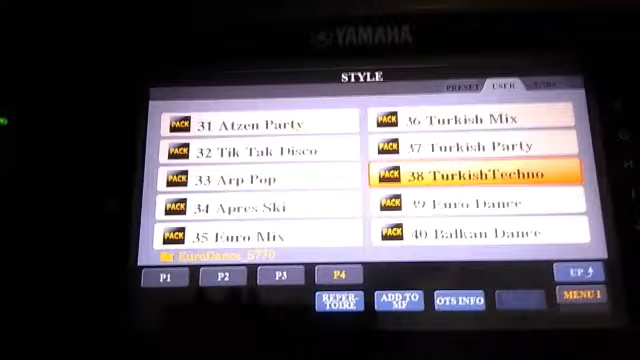 YAMAHA
STYLE
PRESET USER
PACK 31 Atzen Party
PACK 32 Tik Tak Disco
PACK 33 Arp Pop
PACK 34 Apres Ski
PACK 35 Euro Mix
PACK 36 Turkish Mix
PACK 37 Turkish Party
PACK 38 TurkishTechno
PACK 39 Euro Dance
PACK 40 Balkan Dance
EuroDance_S770
P1 P2 P3 P4 UP
REPER-
TOIRE
ADD TO
MF
OTS INFO
MENU 1